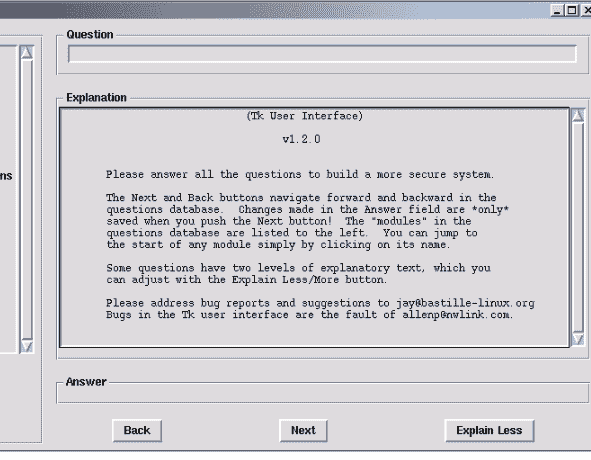 Question
Explanation
(Tk User Interface)
v1.2.0
ns
Please answer all the questions to build a more secure system.
The Next and Back buttons navigate forward and backward in the
questions database. Changes made in the Answer field are *only*
saved when you push the Next button! The "modules" in the
questions database are listed to the left. You can jump to
the start of any module simply by clicking on its name.
Some questions have two levels of explanatory text, which you
can adjust with the Explain Less/More button.
Please address bug reports and suggestions to jay@bastille-linux.org
Bugs in the Tk user interface are the fault of allenp@nwlink.com.
Answer
Back
Next
Explain Less